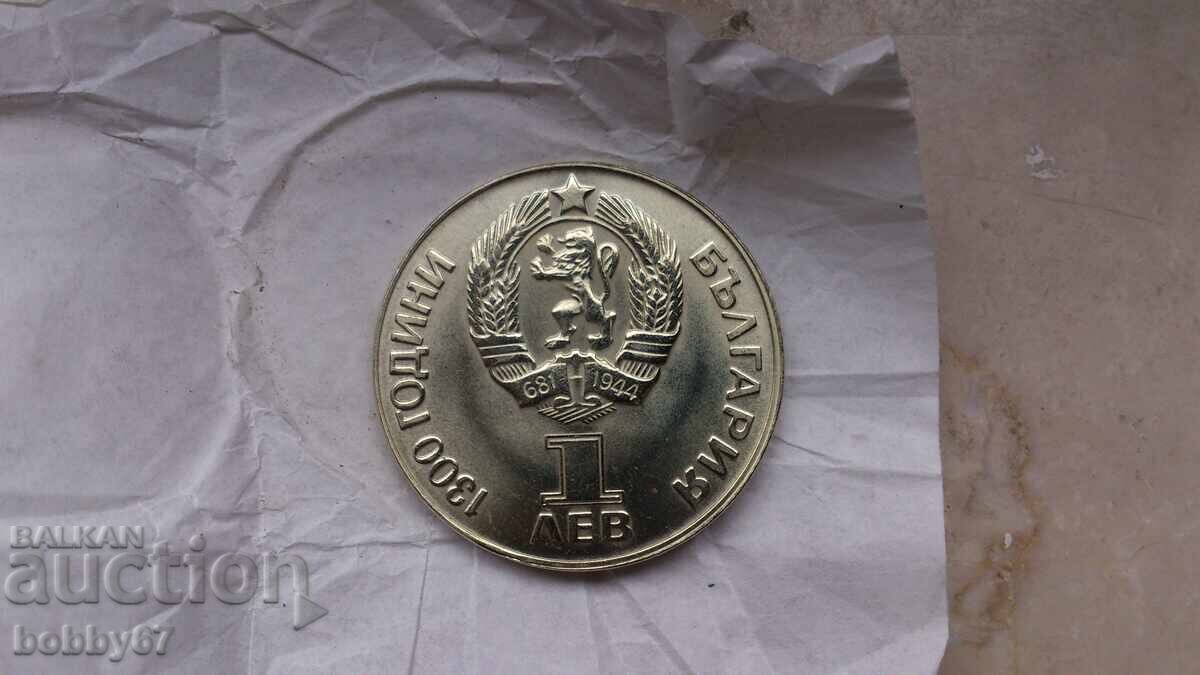 1300 ГОДИНИ
БЪЛГАРИЯ
681 1944
1
ЛЕВ
BALKAN
auction
bobby67